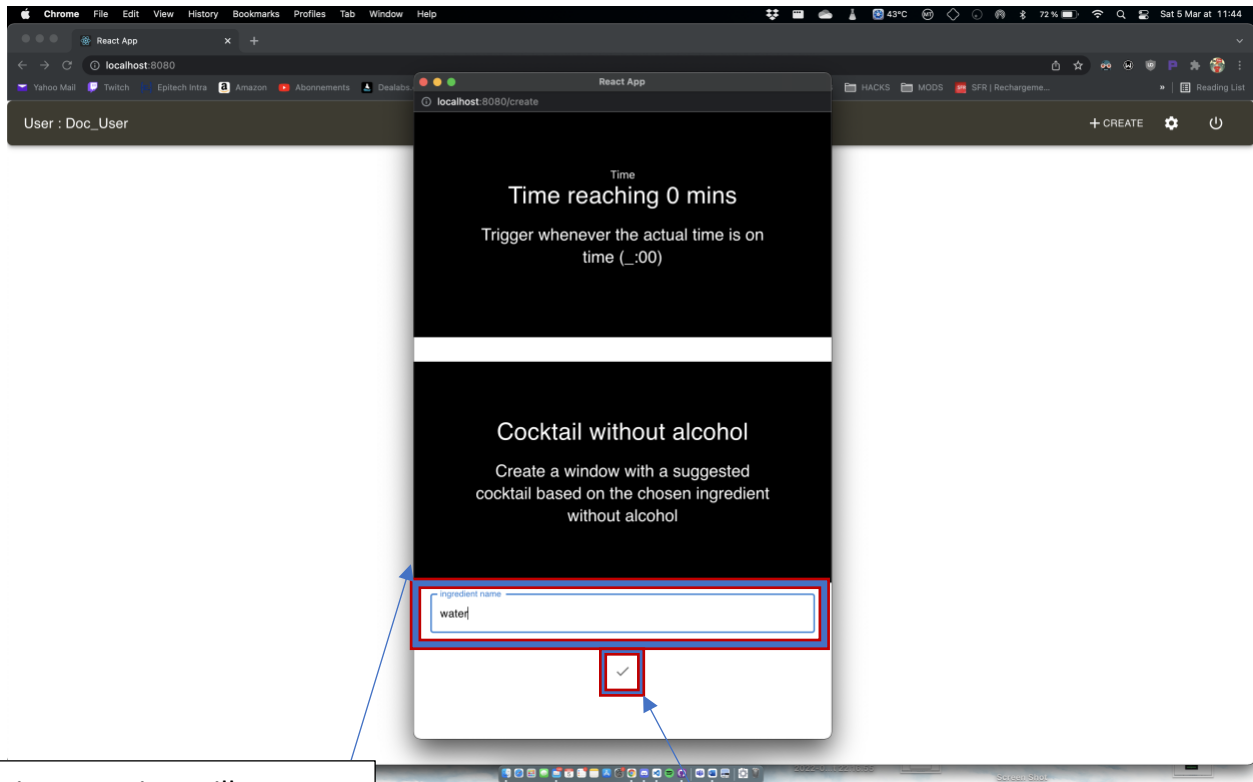 Chrome File Edit View History Bookmarks Profiles Tab Window Help 43°C 72 % Sat 5 Mar at 11:44
React App
localhost:8080
Yahoo Mail Twitch Epitech Intra Amazon Abonnements Dealabs HACKS MODS SFR | Rechargeme... » Reading List
React App
localhost:8080/create
User : Doc_User + CREATE
Time
Time reaching 0 mins
Trigger whenever the actual time is on
time (_:00)
Cocktail without alcohol
Create a window with a suggested
cocktail based on the chosen ingredient
without alcohol
ingredient name
water
Screen Shot